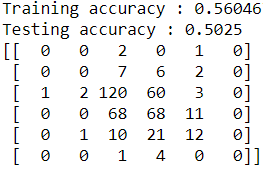 Training accuracy : 0.56046
Testing accuracy : 0.5025
[[  0   0   2   0   1   0]
 [  0   0   7   6   2   0]
 [  1   2 120  60   3   0]
 [  0   0  68  68  11   0]
 [  0   1  10  21  12   0]
 [  0   0   1   4   0   0]]